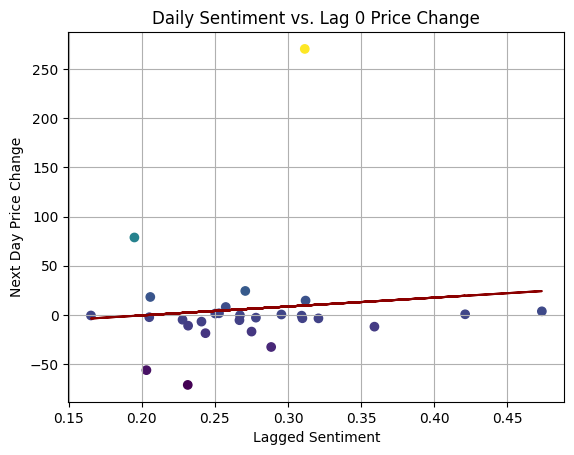 Daily Sentiment vs. Lag 0 Price Change
Next Day Price Change
250
200
150
100
50
0
−50
0.15 0.20 0.25 0.30 0.35 0.40 0.45
Lagged Sentiment